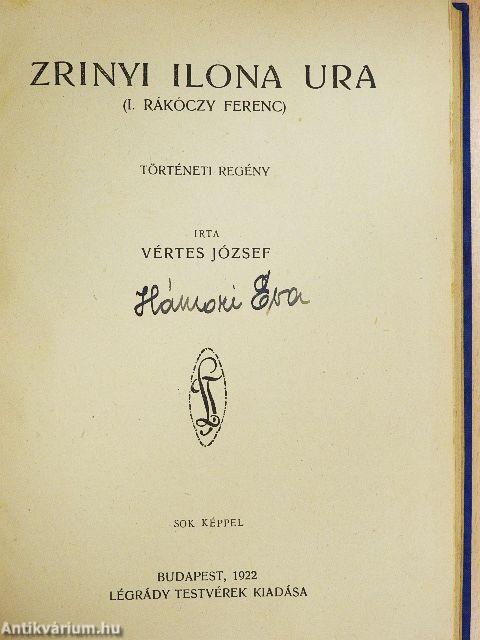 ZRINYI ILONA URA
(I. RÁKÓCZY FERENC)
TÖRTÉNETI REGÉNY
IRTA
VÉRTES JÓZSEF
Hámori Éva
SOK KÉPPEL
BUDAPEST, 1922
LÉGRÁDY TESTVÉREK KIADÁSA
Antikvárium.hu